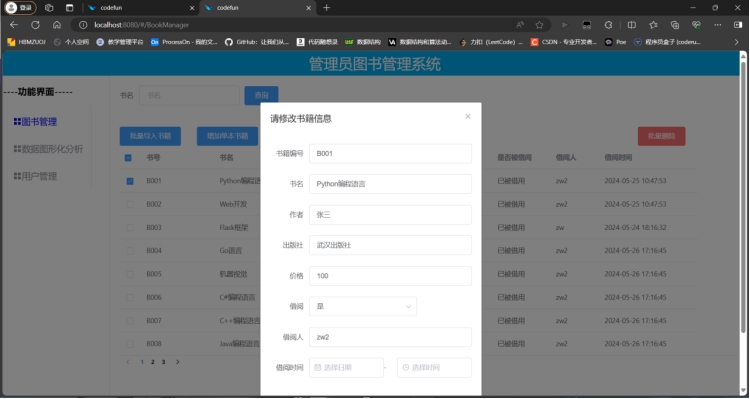 登录
codefun
codefun
localhost:8080/#/BookManager
个人空间
教学管理平台
ProcessOn - 我的文...
GitHub: 让我们从...
代码敏感录
数据结构
数据结构和算法动...
力扣 (LeetCode) ...
CSDN - 专业开发者...
Poe
程序员盒子 (coderu...
管理员图书管理系统
----功能界面-----
图书管理
数据图形化分析
用户管理
书名 书名 查询
批量导入书籍 增加单本书籍 批量删除
书号 书名 是否被借阅 借阅人 借阅时间
B001 Python编程语 已被借用 zw2 2024-05-25 10:47:53
B002 Web开发 已被借用 zw2 2024-05-25 10:47:53
B003 Flask框架 已被借用 zw 2024-05-24 18:16:32
B004 Go语言 已被借用 zw2 2024-05-26 17:16:45
B005 机器视觉 已被借用 zw2 2024-05-26 17:16:45
B006 C#编程语言 已被借用 zw2 2024-05-26 17:16:45
B007 C++编程语言 已被借用 zw2 2024-05-26 17:16:45
B008 Java编程语言 已被借用 zw2 2024-05-26 17:16:45
1 2 3
请修改书籍信息
书籍编号 B001
书名 Python编程语言
作者 张三
出版社 武汉出版社
价格 100
借阅 是
借阅人 zw2
借阅时间 选择日期 - 选择时间